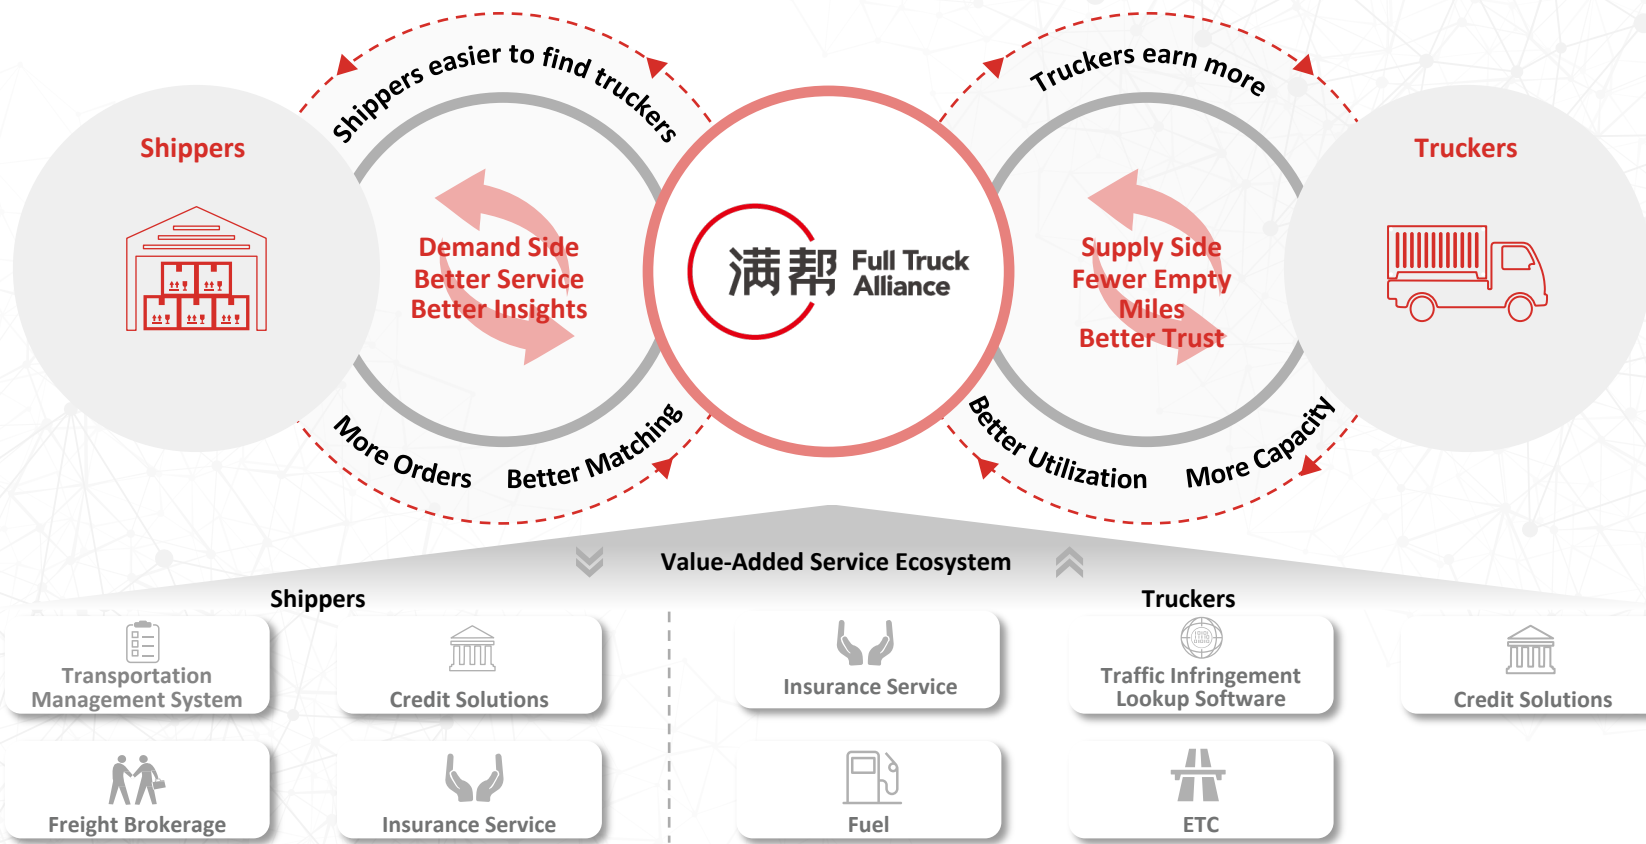 Shippers easier to find truckers
Truckers earn more
Shippers
Truckers
Demand Side
Better Service
Better Insights
满帮
Full Truck
Alliance
Supply Side
Fewer Empty
Miles
Better Trust
More Orders
Better Matching
Better Utilization
More Capacity
Value-Added Service Ecosystem
Shippers
Truckers
Transportation
Management System
Credit Solutions
Insurance Service
Traffic Infringement
Lookup Software
Credit Solutions
Freight Brokerage
Insurance Service
Fuel
ETC